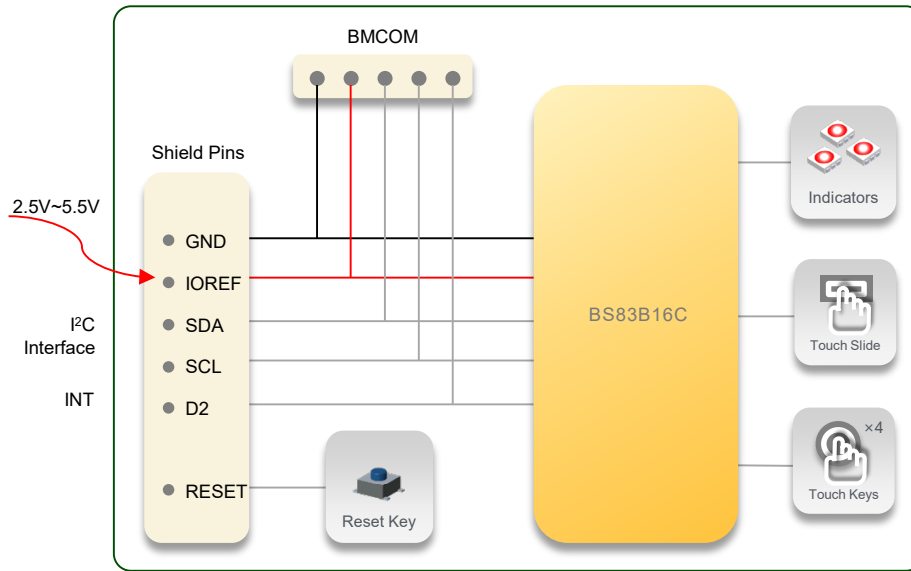 BMCOM
Shield Pins
2.5V~5.5V
GND
IOREF
I²C
Interface
SDA
SCL
INT
D2
RESET
Reset Key
BS83B16C
Indicators
Touch Slide
×4
Touch Keys